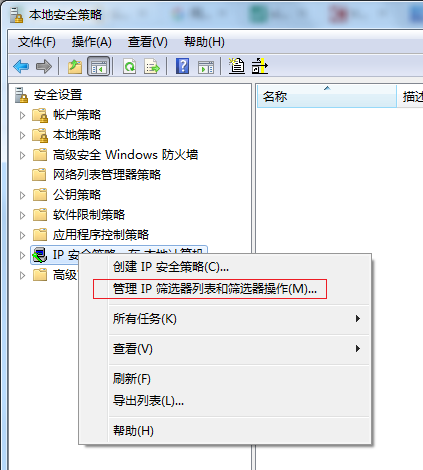 本地安全策略
文件(F) 操作(A) 查看(V) 帮助(H)
安全设置
名称
描述
帐户策略
本地策略
高级安全 Windows 防火墙
网络列表管理器策略
公钥策略
软件限制策略
应用程序控制策略
IP 安全策略，在 本地计算机
高级
创建 IP 安全策略(C)...
管理 IP 筛选器列表和筛选器操作(M)...
所有任务(K)
查看(V)
刷新(F)
导出列表(L)...
帮助(H)